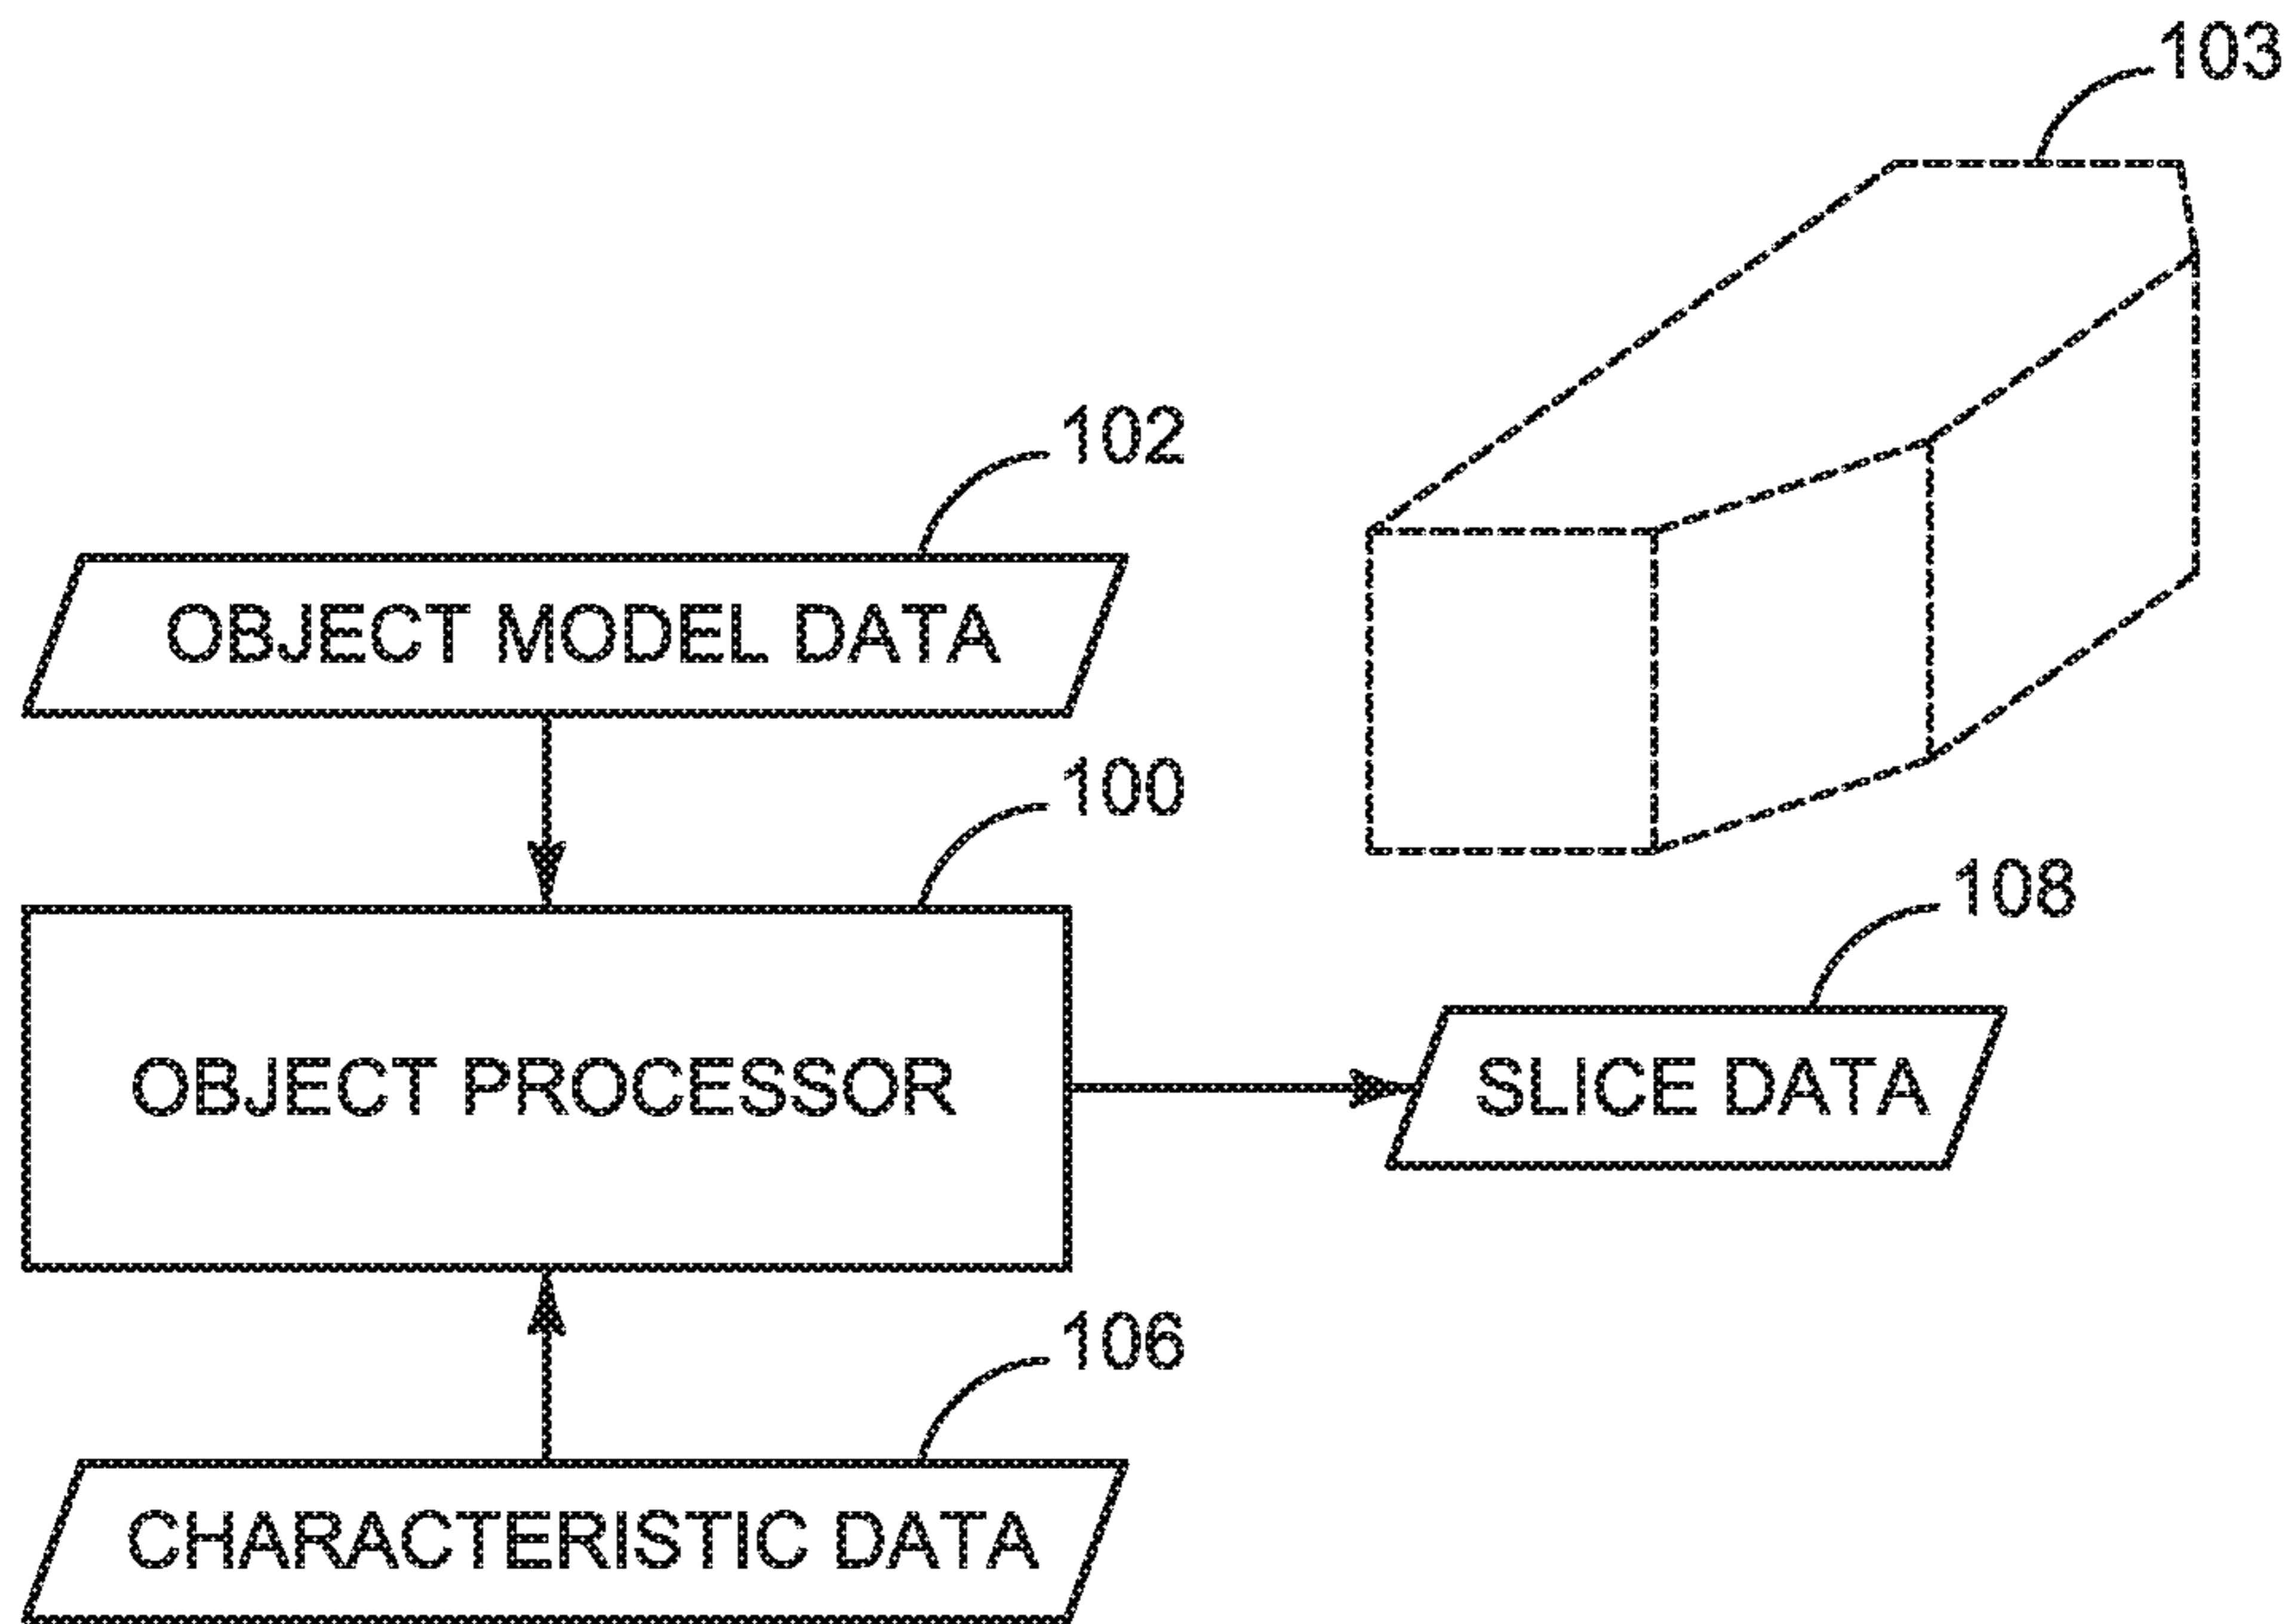 103
102
OBJECT MODEL DATA
100
108
OBJECT PROCESSOR
SLICE DATA
106
CHARACTERISTIC DATA